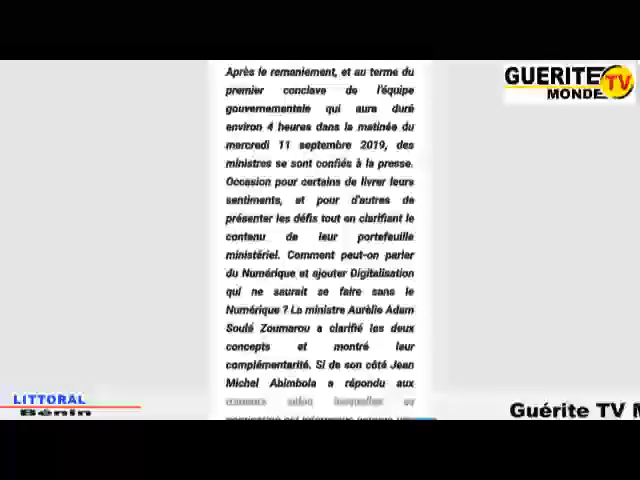 GUERITE TV
MONDE
Après le remaniement, et au terme du
premier conclave de l'équipe
gouvernementale qui aura duré
environ 4 heures dans la matinée du
mercredi 11 septembre 2019, des
ministres se sont confiés à la presse.
Occasion pour certains de livrer leurs
sentiments, et pour d'autres de
présenter les défis tout en clarifiant le
contenu de leur portefeuille
ministériel. Comment peut-on parler
du Numérique et ajouter Digitalisation
qui ne saurait se faire sans le
Numérique ? La ministre Aurélie Adam
Soulé Zoumarou a clarifié les deux
concepts et montré leur
complémentarité. Si de son côté Jean
Michel Abimbola a répondu aux
selon lesquelles
LITTORAL
Bénin
Guérite TV M